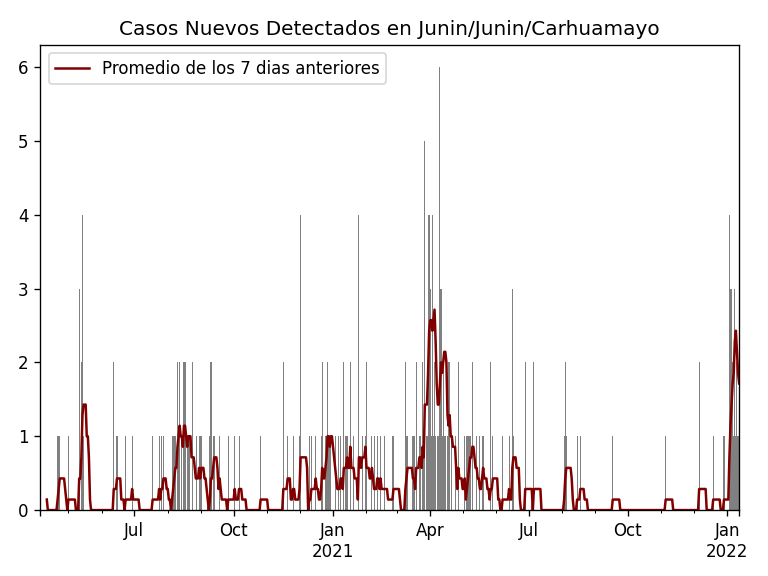 Casos Nuevos Detectados en Junin/Junin/Carhuamayo
Promedio de los 7 dias anteriores
6
5
4
3
2
1
0
Jul Oct Jan Apr Jul Oct Jan
2021 2022